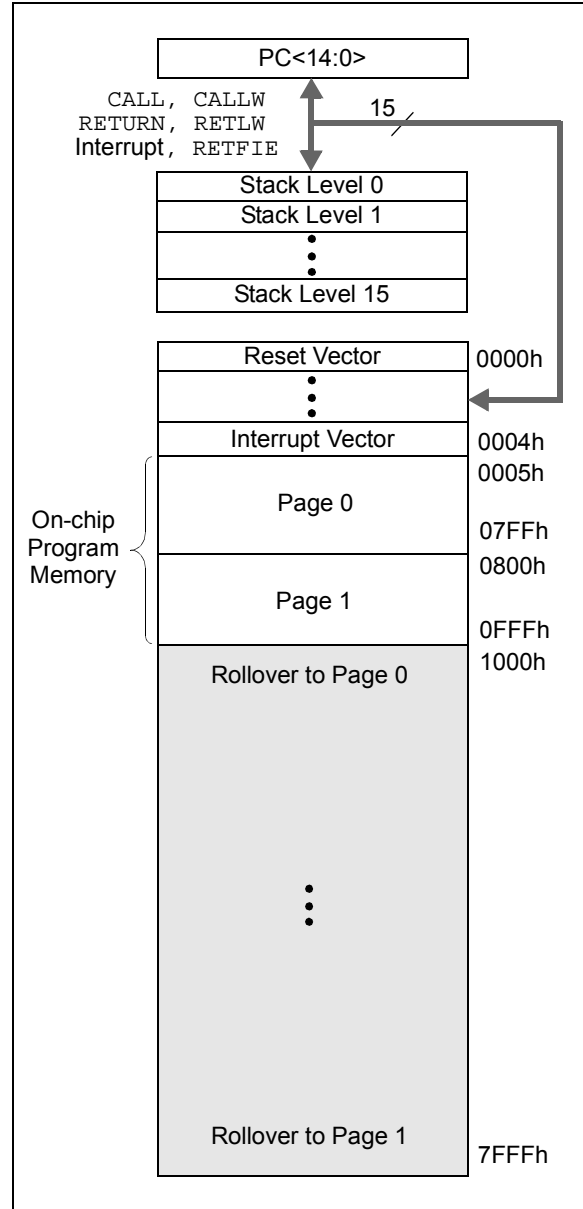 PC<14:0>
CALL, CALLW
RETURN, RETLW
Interrupt, RETFIE
15
Stack Level 0
Stack Level 1
Stack Level 15
Reset Vector
0000h
Interrupt Vector
0004h
0005h
On-chip
Program
Memory
Page 0
07FFh
0800h
Page 1
0FFFh
1000h
Rollover to Page 0
Rollover to Page 1
7FFFh